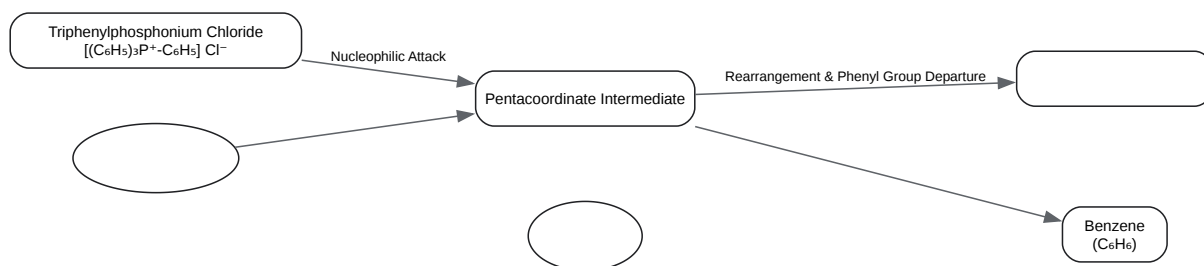 Triphenylphosphonium Chloride
[(C₆H₅)₃P⁺-C₆H₅] Cl⁻
Nucleophilic Attack
Pentacoordinate Intermediate
Rearrangement & Phenyl Group Departure
Benzene
(C₆H₆)